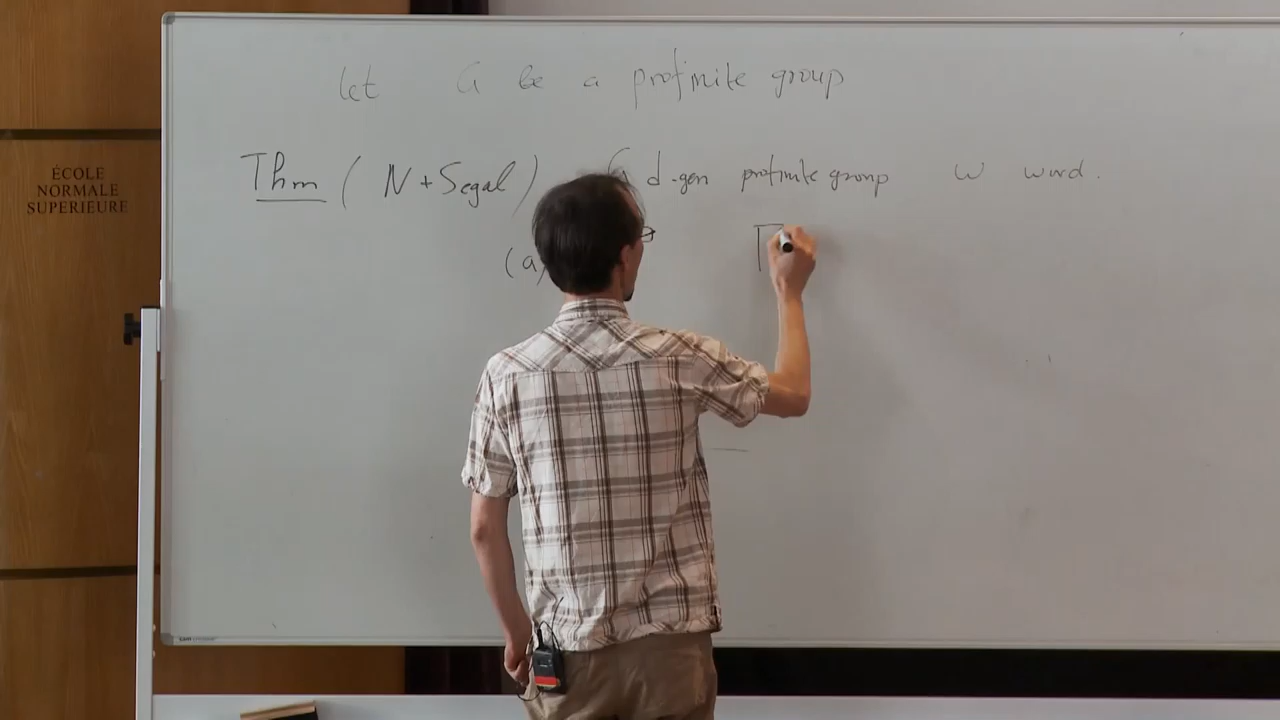 ÉCOLE
NORMALE
SUPERIEURE
Let G be a profinite group
Thm (N + Segal) G d-gen profinite group w word.
(a)